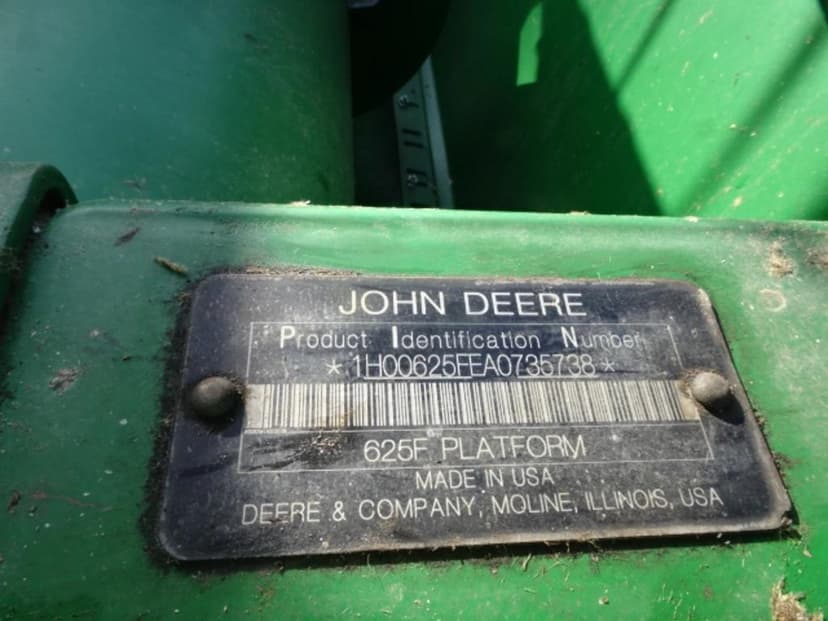 JOHN DEERE
Product Identification Number
*1H00625FEA0735738*
625F PLATFORM
MADE IN USA
DEERE & COMPANY, MOLINE, ILLINOIS, USA